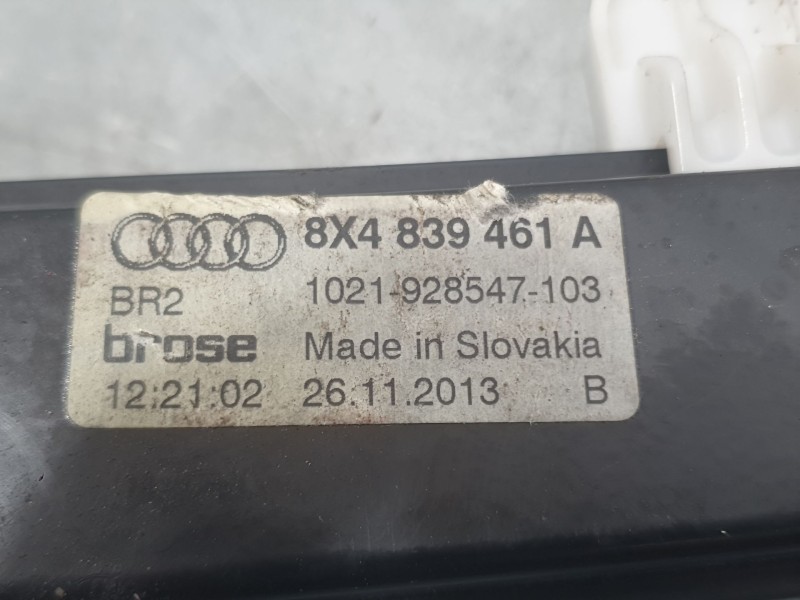 8X4 839 461 A
BR2 1021-928547-103
brose Made in Slovakia
12:21:02 26.11.2013 B